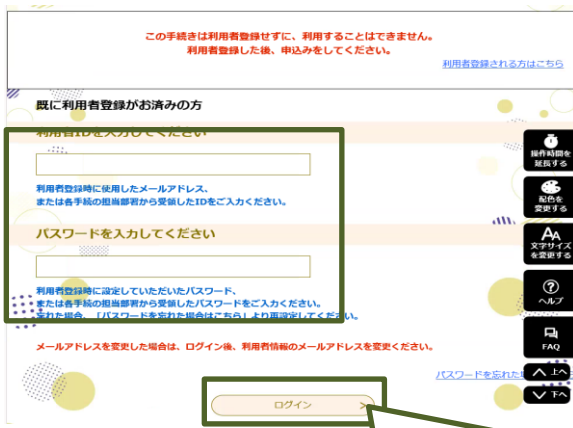 この手続きは利用者登録せずに、利用することはできません。
利用者登録した後、申込みをしてください。
利用者登録される方はこちら
既に利用者登録がお済みの方
利用者IDを入力してください
利用者登録時に使用したメールアドレス、
または各手続の担当部署から受領したIDをご入力ください。
パスワードを入力してください
利用者登録時に設定していただいたパスワード、
または各手続の担当部署から受領したパスワードをご入力ください。
忘れた場合、「パスワードを忘れた場合はこちら」より再設定してください。
メールアドレスを変更した場合は、ログイン後、利用者情報のメールアドレスを変更ください。
パスワードを忘れた
ログイン
操作時間を
延長する
配色を
変更する
AA
文字サイズ
を変更する
ヘルプ
FAQ
上へ
下へ